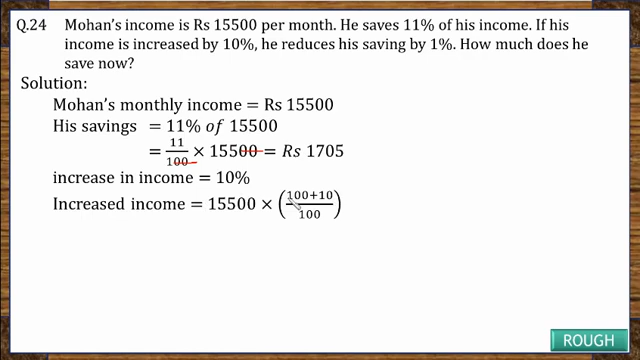 Q.24 Mohan's income is Rs 15500 per month. He saves 11% of his income. If his
income is increased by 10%, he reduces his saving by 1%. How much does he
save now?
Solution:
Mohan's monthly income = Rs 15500
His savings = 11% of 15500
= 11/100 × 15500 = Rs 1705
increase in income = 10%
Increased income = 15500 × (100+10/100)
ROUGH